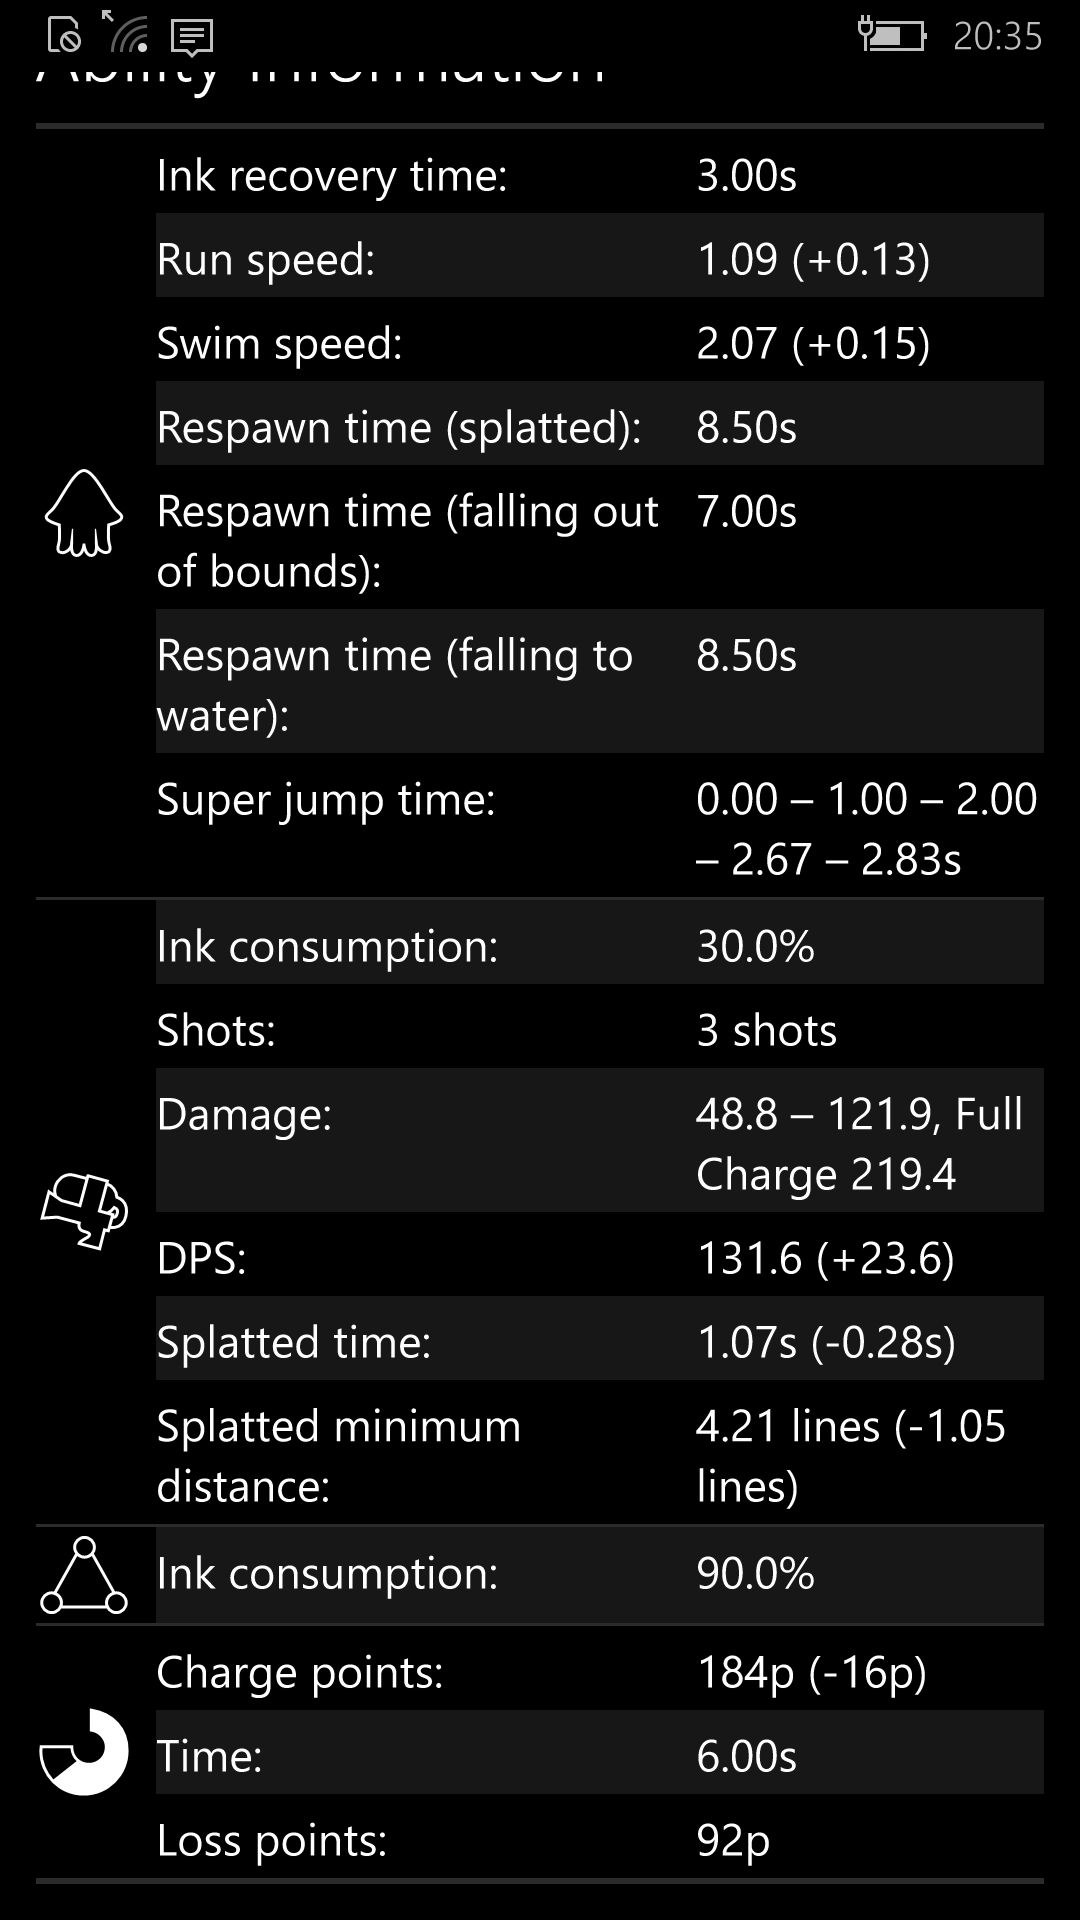 20:35
Ability Information
Ink recovery time: 3.00s
Run speed: 1.09 (+0.13)
Swim speed: 2.07 (+0.15)
Respawn time (splatted): 8.50s
Respawn time (falling out 7.00s
of bounds):
Respawn time (falling to 8.50s
water):
Super jump time: 0.00 – 1.00 – 2.00
– 2.67 – 2.83s
Ink consumption: 30.0%
Shots: 3 shots
Damage: 48.8 – 121.9, Full
Charge 219.4
DPS: 131.6 (+23.6)
Splatted time: 1.07s (-0.28s)
Splatted minimum 4.21 lines (-1.05
distance: lines)
Ink consumption: 90.0%
Charge points: 184p (-16p)
Time: 6.00s
Loss points: 92p